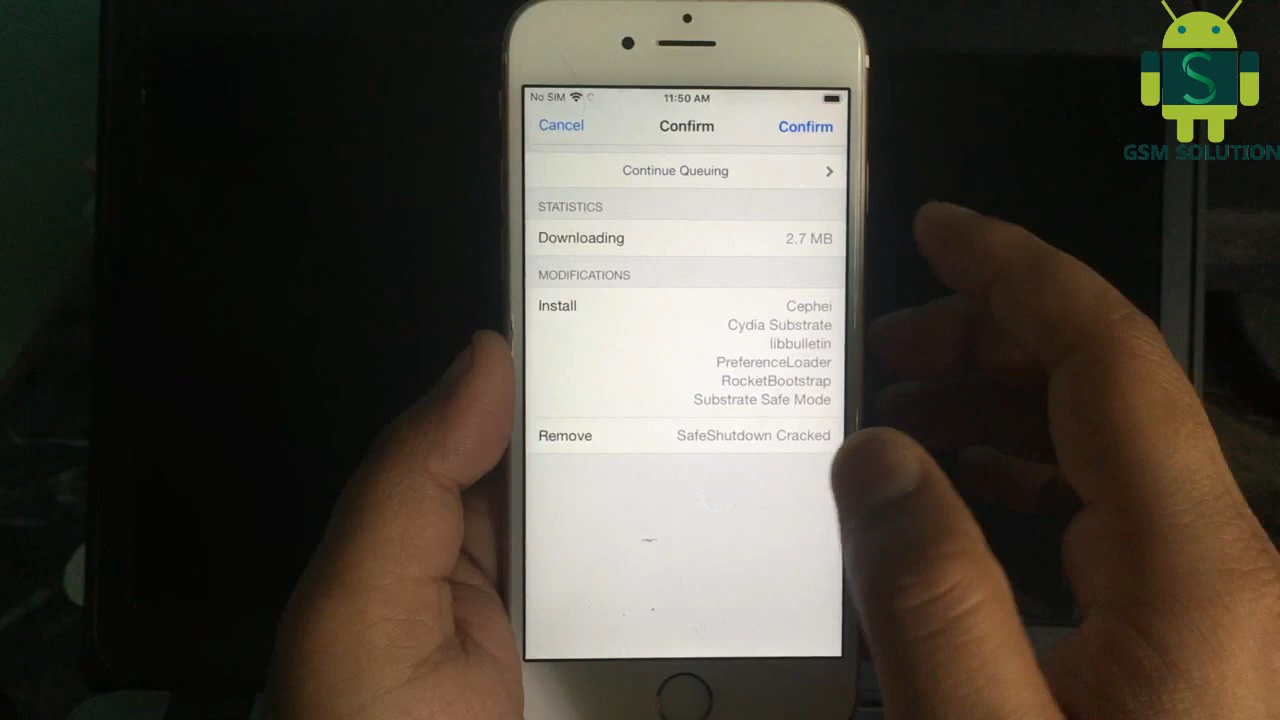 No SIM 11:50 AM
Cancel Confirm Confirm
Continue Queuing
STATISTICS
Downloading 2.7 MB
MODIFICATIONS
Install Cephei
Cydia Substrate
libbulletin
PreferenceLoader
RocketBootstrap
Substrate Safe Mode
Remove SafeShutdown Cracked
S
GSM SOLUTION